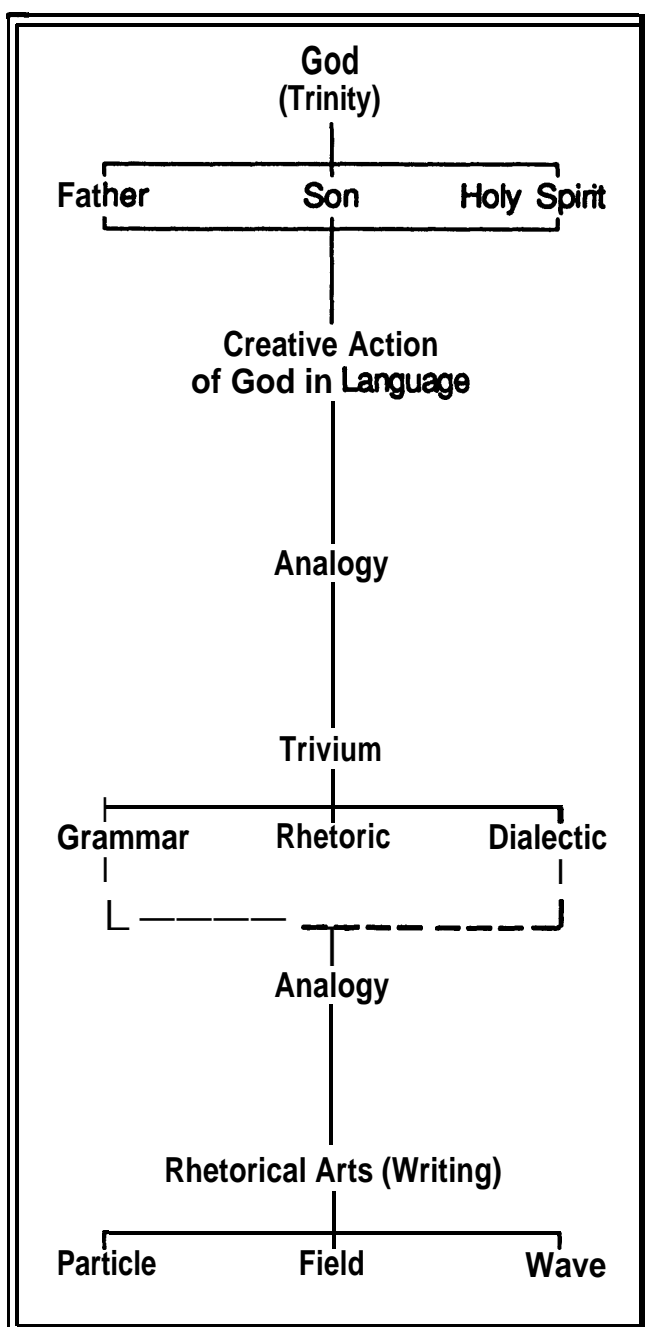 God
(Trinity)
Father Son Holy Spirit
Creative Action
of God in Language
Analogy
Trivium
Grammar Rhetoric Dialectic
Analogy
Rhetorical Arts (Writing)
Particle Field Wave